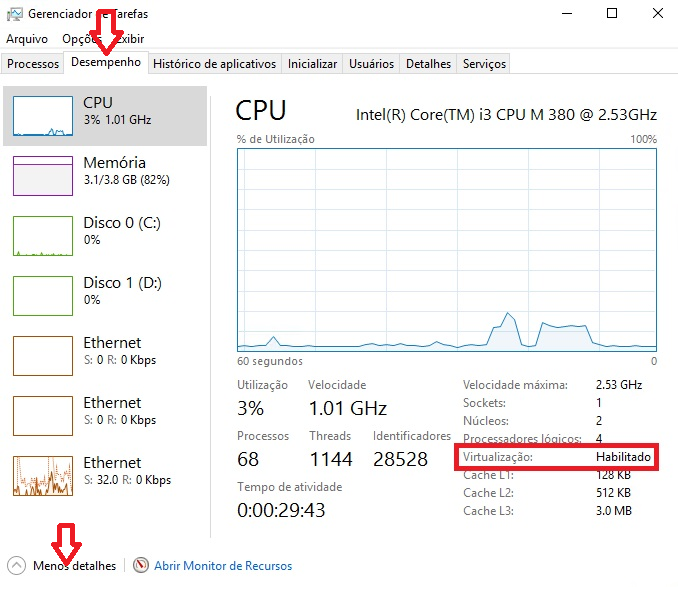 Gerenciador de Tarefas
Arquivo Opções Exibir
Processos Desempenho Histórico de aplicativos Inicializar Usuários Detalhes Serviços
CPU
3% 1.01 GHz
Memória
3.1/3.8 GB (82%)
Disco 0 (C:)
0%
Disco 1 (D:)
0%
Ethernet
S: 0 R: 0 Kbps
Ethernet
S: 0 R: 0 Kbps
Ethernet
S: 32.0 R: 0 Kbps
CPU Intel(R) Core(TM) i3 CPU M 380 @ 2.53GHz
% de Utilização 100%
60 segundos 0
Utilização Velocidade
3% 1.01 GHz
Processos Threads Identificadores
68 1144 28528
Tempo de atividade
0:00:29:43
Velocidade máxima: 2.53 GHz
Sockets: 1
Núcleos: 2
Processadores lógicos: 4
Virtualização: Habilitado
Cache L1: 128 KB
Cache L2: 512 KB
Cache L3: 3.0 MB
Menos detalhes Abrir Monitor de Recursos